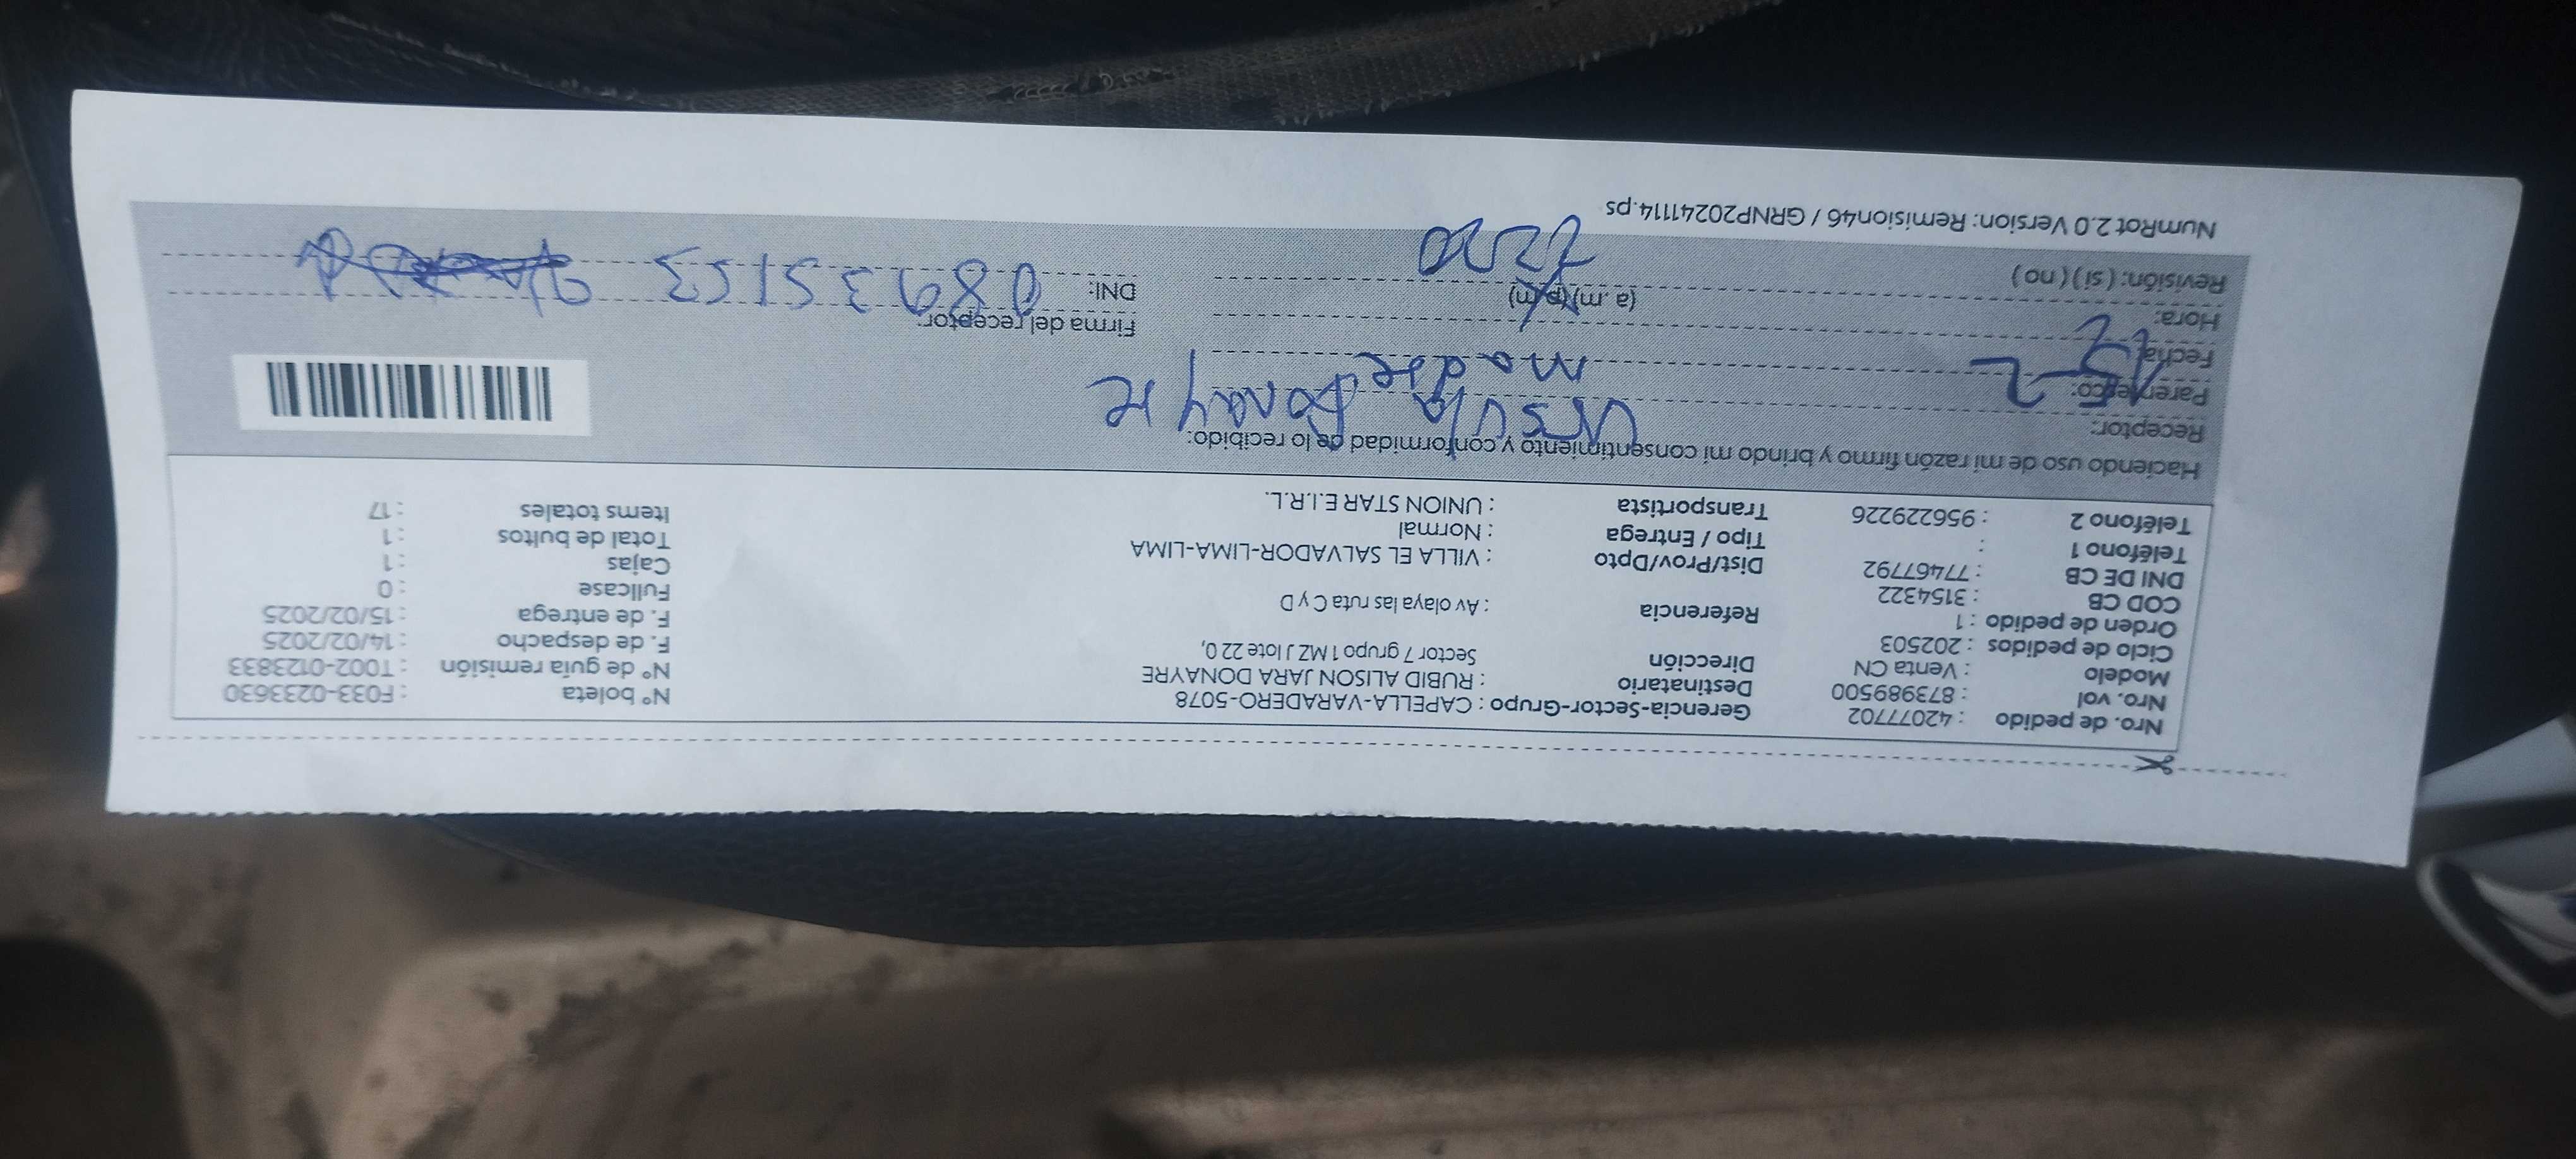 Nro. de pedido : 42077702
Nro. vol : 873989500
Modelo : Venta CN
Ciclo de pedidos : 202503
Orden de pedido : 1
COD CB : 3154322
DNI DE CB : 77467792
Teléfono 1 :
Teléfono 2 : 956229226
Gerencia-Sector-Grupo : CAPELLA-VARADERO-5078
Destinatario : RUBID ALISON JARA DONAYRE
Dirección Sector 7 grupo 1 MZ J lote 22 0,
Referencia : Av olaya las ruta C y D
Dist/Prov/Dpto : VILLA EL SALVADOR-LIMA-LIMA
Tipo / Entrega : Normal
Transportista : UNION STAR E.I.R.L.
N° boleta : F033-0233630
N° de guía remisión : T002-0123833
F. de despacho : 14/02/2025
F. de entrega : 15/02/2025
Fullcase : 0
Cajas : 1
Total de bultos : 1
Items totales : 17
Haciendo uso de mi razón firmo y brindo mi consentimiento y conformidad de lo recibido:
Receptor: Ursula Donayre
Parentesco: madre
Fecha:
Hora: (a.m) (p.m)
Revisión: ( si ) ( no )
Firma del receptor:
DNI:
NumRot 2.0 Version: Remision46 / GRNP20241114.ps